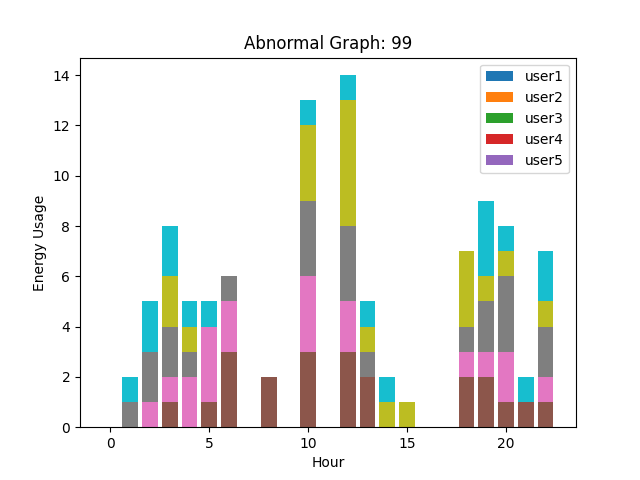 Abnormal Graph: 99
14
12
10
8
6
4
2
0
Energy Usage
user1
user2
user3
user4
user5
0 5 10 15 20
Hour